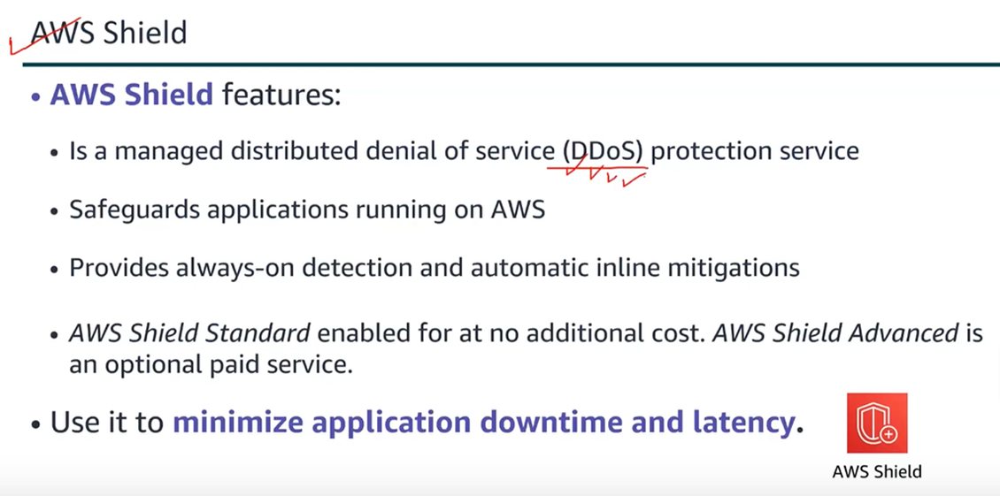 AWS Shield
• AWS Shield features:
• Is a managed distributed denial of service (DDoS) protection service
• Safeguards applications running on AWS
• Provides always-on detection and automatic inline mitigations
• AWS Shield Standard enabled for at no additional cost. AWS Shield Advanced is
an optional paid service.
• Use it to minimize application downtime and latency.
AWS Shield